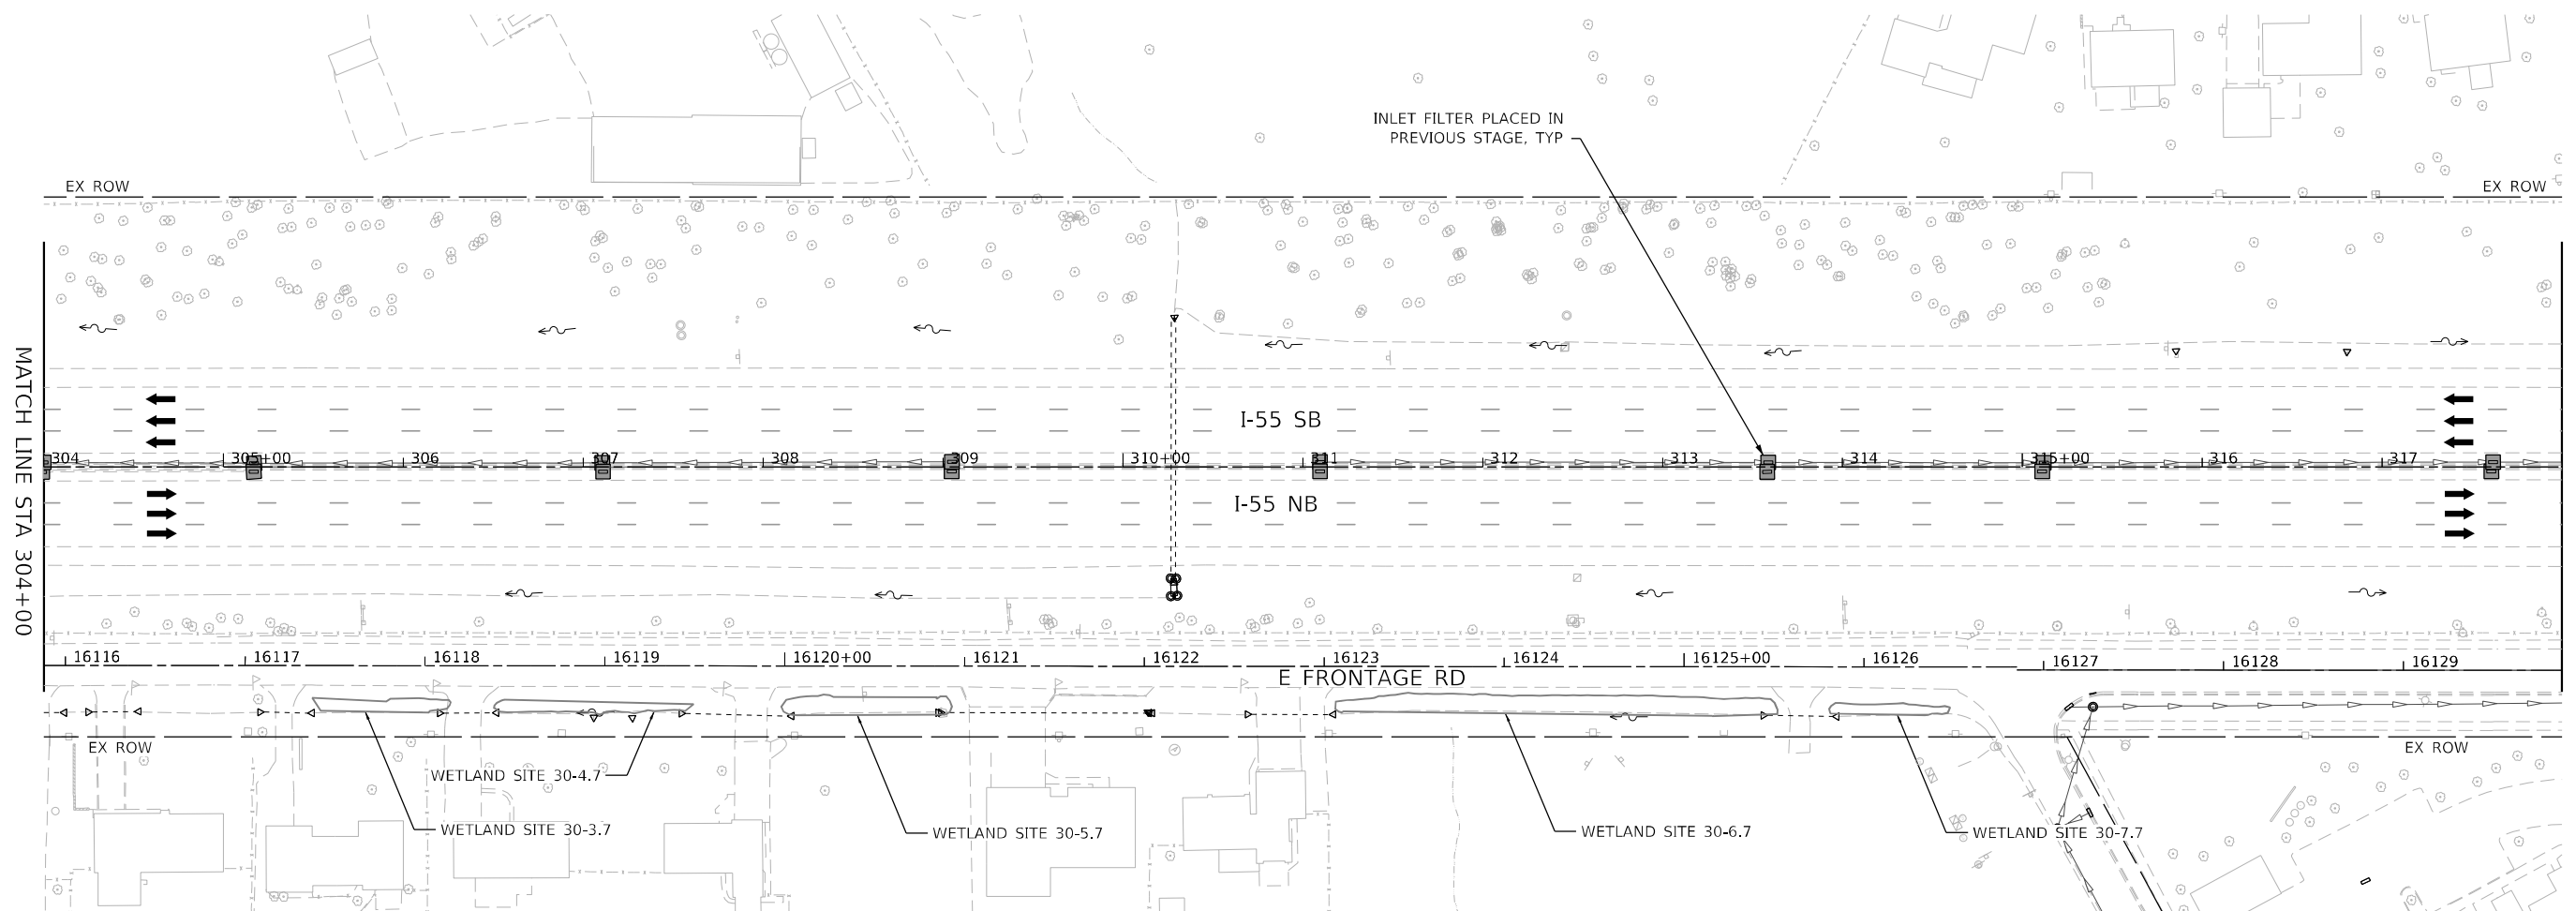 INLET FILTER PLACED IN
PREVIOUS STAGE, TYP
EX ROW
EX ROW
MATCH LINE STA 304+00
I-55 SB
304
305+00
306
307
308
309
310+00
311
312
313
314
315+00
316
317
I-55 NB
16116
16117
16118
16119
16120+00
16121
16122
16123
16124
16125+00
16126
16127
16128
16129
E FRONTAGE RD
EX ROW
EX ROW
WETLAND SITE 30-4.7
WETLAND SITE 30-3.7
WETLAND SITE 30-5.7
WETLAND SITE 30-6.7
WETLAND SITE 30-7.7